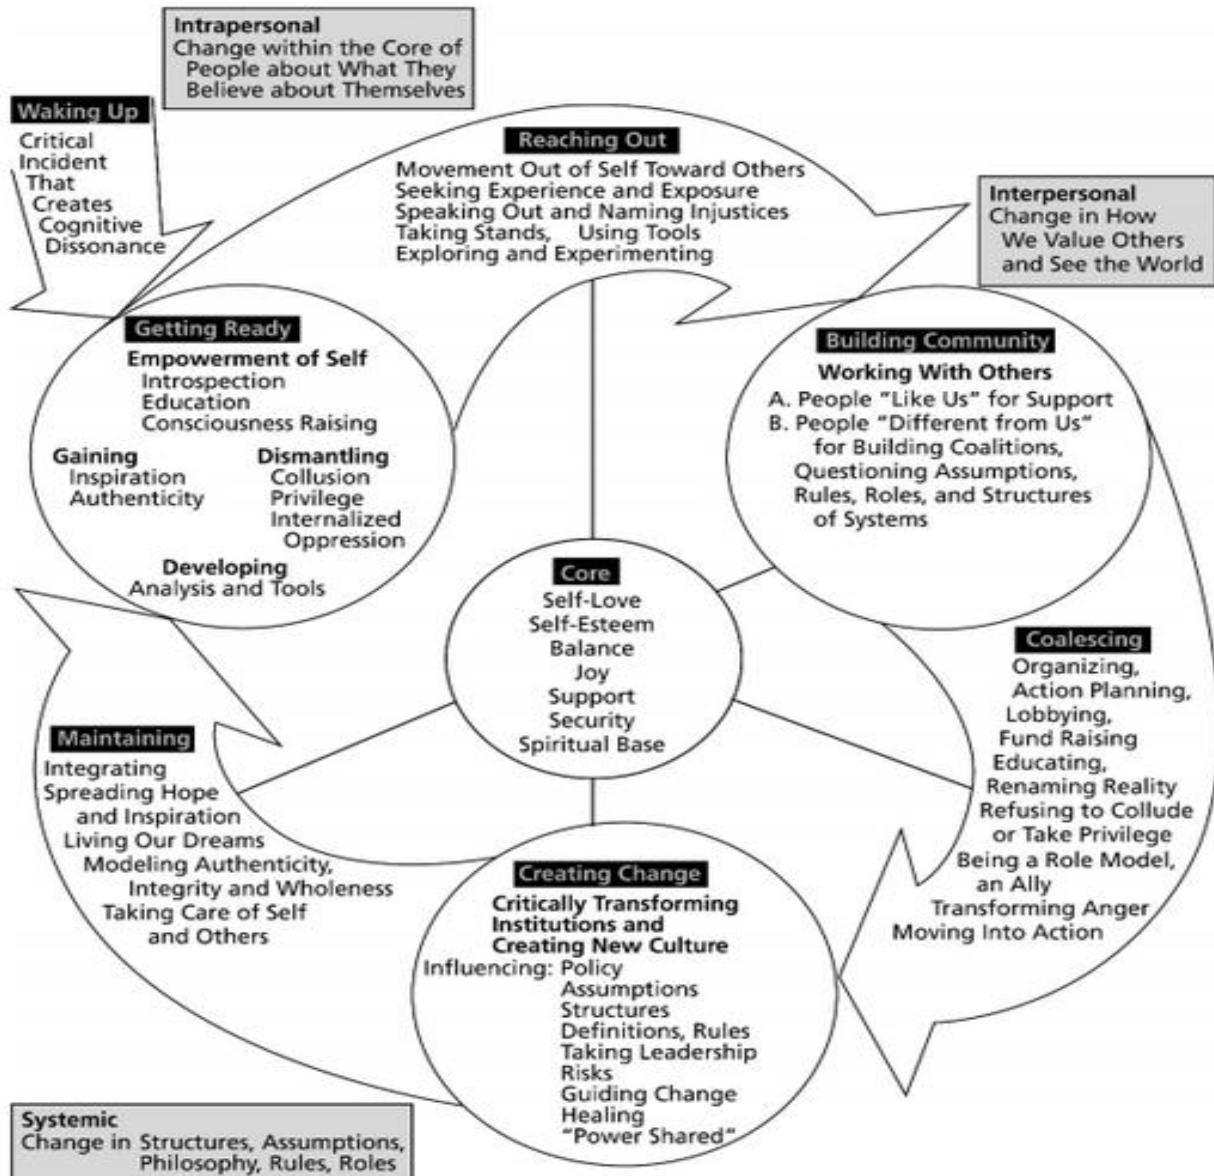 Intrapersonal
Change within the Core of
People about What They
Believe about Themselves
Waking Up
Critical
Incident
That
Creates
Cognitive
Dissonance
Reaching Out
Movement Out of Self Toward Others
Seeking Experience and Exposure
Speaking Out and Naming Injustices
Taking Stands, Using Tools
Exploring and Experimenting
Interpersonal
Change in How
We Value Others
and See the World
Getting Ready
Empowerment of Self
Introspection
Education
Consciousness Raising
Gaining
Inspiration
Authenticity
Dismantling
Collusion
Privilege
Internalized
Oppression
Developing
Analysis and Tools
Building Community
Working With Others
A. People “Like Us” for Support
B. People “Different from Us”
for Building Coalitions,
Questioning Assumptions,
Rules, Roles, and Structures
of Systems
Core
Self-Love
Self-Esteem
Balance
Joy
Support
Security
Spiritual Base
Coalescing
Organizing,
Action Planning,
Lobbying,
Fund Raising
Educating,
Renaming Reality
Refusing to Collude
or Take Privilege
Being a Role Model,
an Ally
Transforming Anger
Moving Into Action
Maintaining
Integrating
Spreading Hope
and Inspiration
Living Our Dreams
Modeling Authenticity,
Integrity and Wholeness
Taking Care of Self
and Others
Creating Change
Critically Transforming
Institutions and
Creating New Culture
Influencing: Policy
Assumptions
Structures
Definitions, Rules
Taking Leadership
Risks
Guiding Change
Healing
“Power Shared”
Systemic
Change in Structures, Assumptions,
Philosophy, Rules, Roles